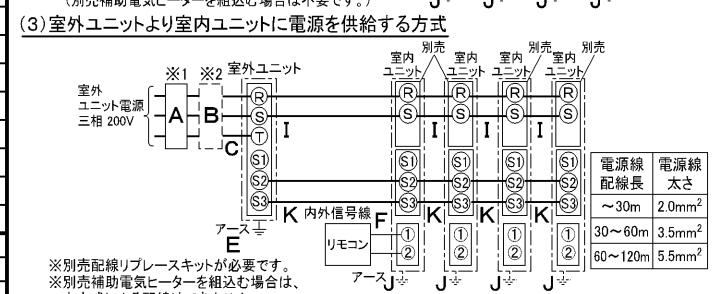 (別売補助電気ヒーターを組込む場合は不要です。)
J J J J
(3)室外ユニットより室内ユニットに電源を供給する方式
※1 ※2 室外ユニット
室内ユニット 別売 室内ユニット 室内ユニット 別売 室内ユニット 別売
室外
ユニット電源
三相 200V
A B C
R S T S1 S2 S3
I I I I
R S S1 S2 S3 ① ②
R S S1 S2 S3 ① ②
R S S1 S2 S3 ① ②
R S S1 S2 S3 ① ②
K 内外信号線 F K K K
リモコン
アース
E
アース J J J J
電源線配線長 電源線太さ
~30m 2.0mm²
30~60m 3.5mm²
60~120m 5.5mm²
※別売配線リプレースキットが必要です。
※別売補助電気ヒーターを組込む場合は、